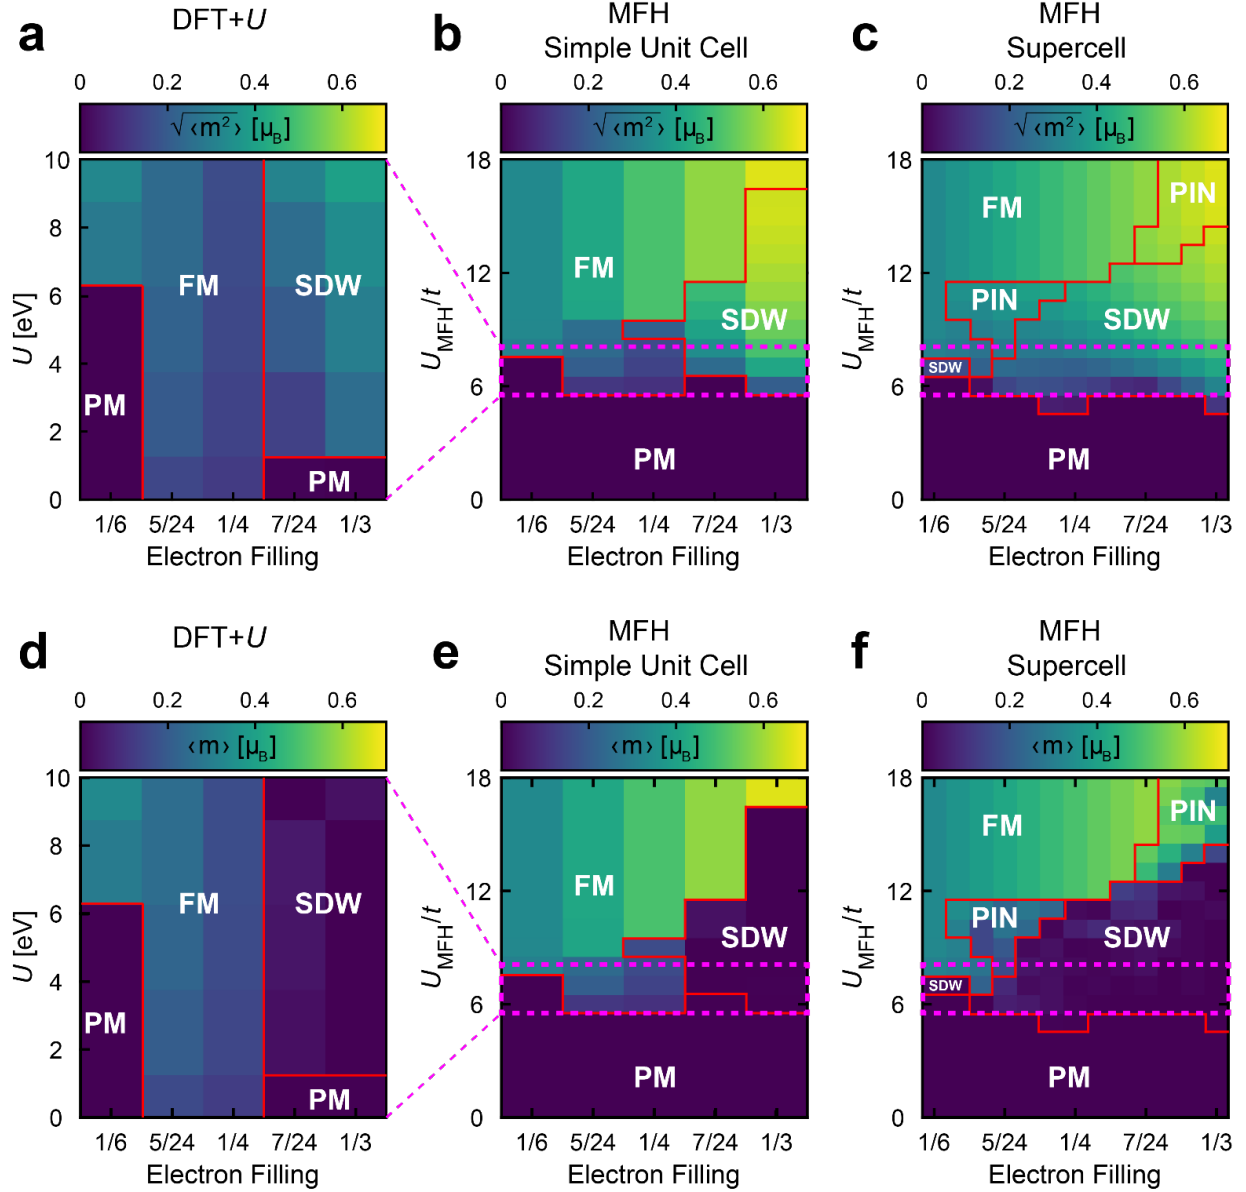 a
DFT+U
0 0.2 0.4 0.6
√⟨m²⟩ [μB]
U [eV]
10
8
6
4
2
0
PM
FM
SDW
PM
1/6 5/24 1/4 7/24 1/3
Electron Filling
b
MFH
Simple Unit Cell
0 0.2 0.4 0.6
√⟨m²⟩ [μB]
UMFH/t
18
12
6
0
FM
SDW
PM
1/6 5/24 1/4 7/24 1/3
Electron Filling
c
MFH
Supercell
0 0.2 0.4 0.6
√⟨m²⟩ [μB]
UMFH/t
18
12
6
0
FM
PIN
PIN
SDW
SDW
PM
1/6 5/24 1/4 7/24 1/3
Electron Filling
d
DFT+U
0 0.2 0.4 0.6
⟨m⟩ [μB]
U [eV]
10
8
6
4
2
0
PM
FM
SDW
PM
1/6 5/24 1/4 7/24 1/3
Electron Filling
e
MFH
Simple Unit Cell
0 0.2 0.4 0.6
⟨m⟩ [μB]
UMFH/t
18
12
6
0
FM
SDW
PM
1/6 5/24 1/4 7/24 1/3
Electron Filling
f
MFH
Supercell
0 0.2 0.4 0.6
⟨m⟩ [μB]
UMFH/t
18
12
6
0
FM
PIN
PIN
SDW
SDW
PM
1/6 5/24 1/4 7/24 1/3
Electron Filling